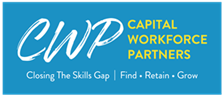 CWP
CAPITAL
WORKFORCE
PARTNERS
Closing The Skills Gap | Find • Retain • Grow